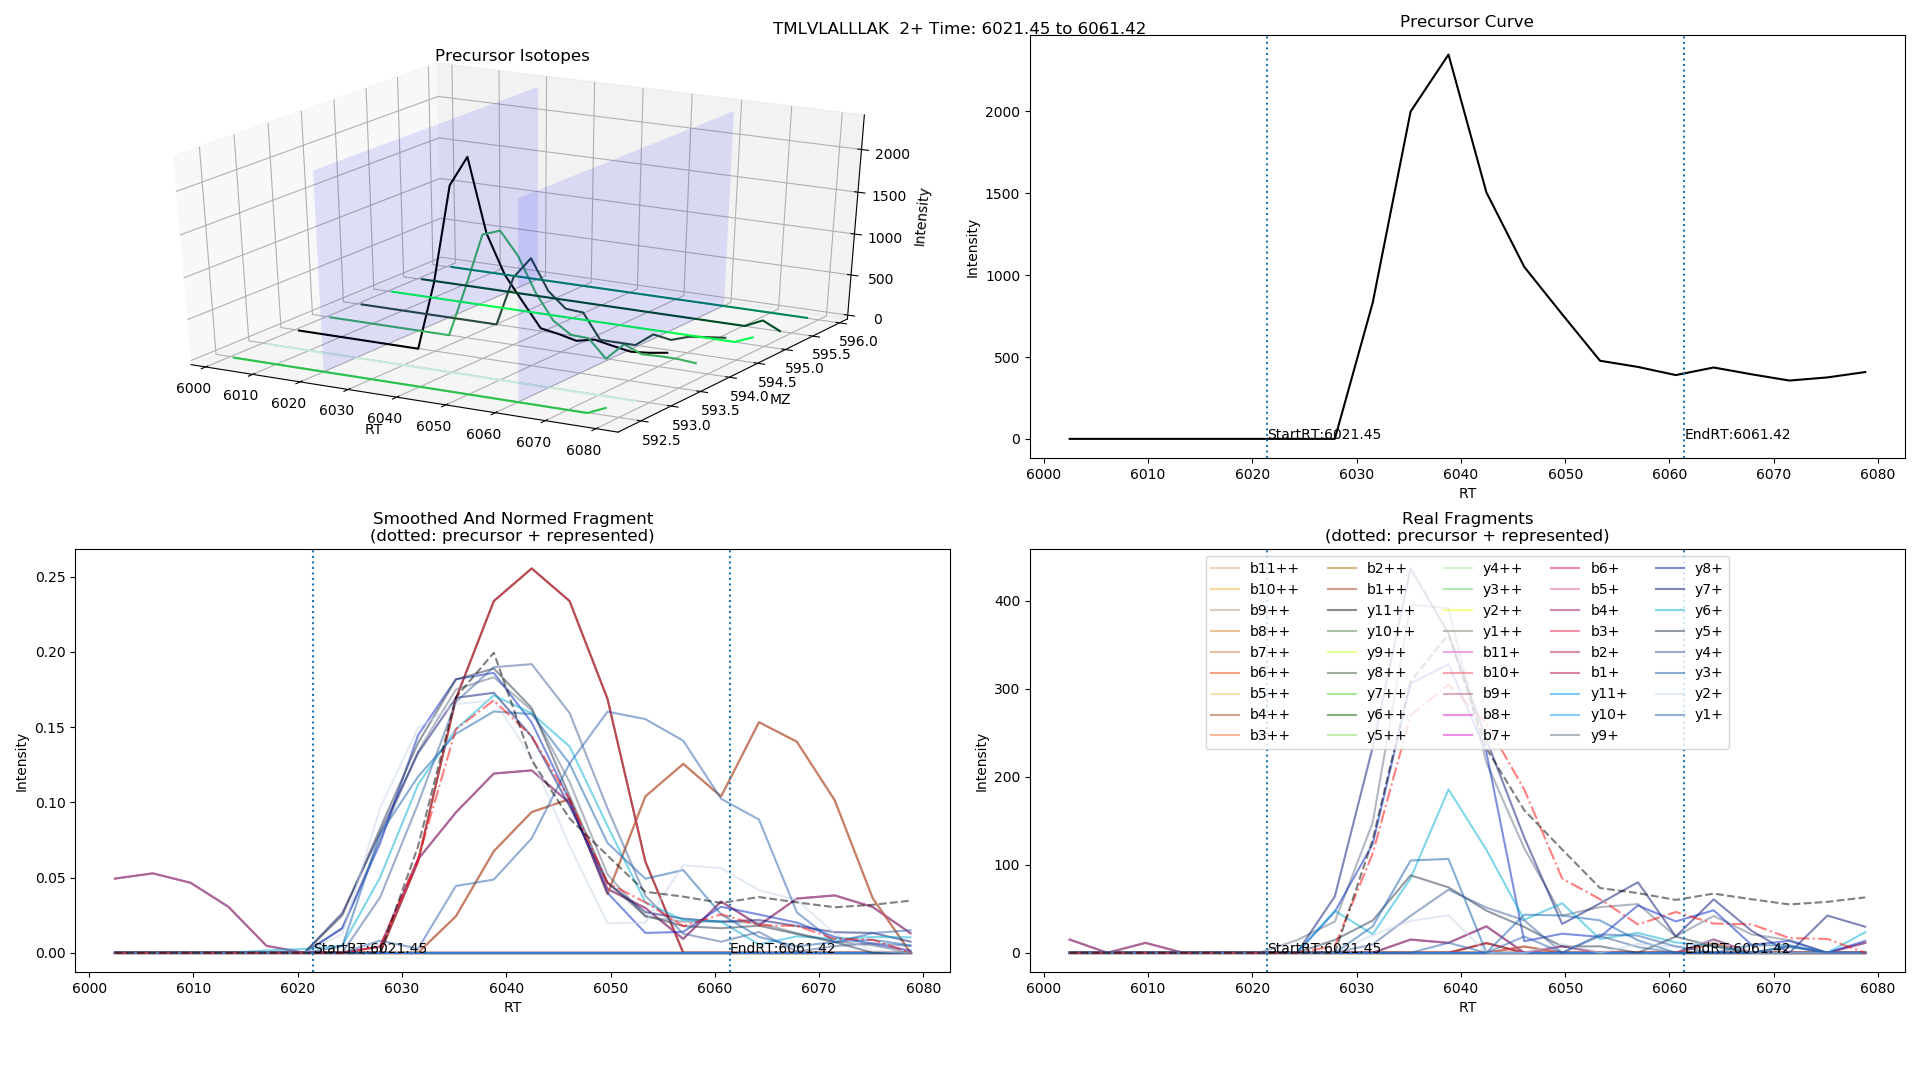 TMLVLALLLAK  2+ Time: 6021.45 to 6061.42
Precursor Isotopes
2000
1500
1000
500
0
Intensity
596.0
595.5
595.0
594.5
594.0
593.5
593.0
592.5
MZ
6000
6010
6020
6030
6040
6050
6060
6070
6080
RT
Precursor Curve
2000
1500
1000
500
0
Intensity
StartRT:6021.45
EndRT:6061.42
6000 6010 6020 6030 6040 6050 6060 6070 6080
RT
Smoothed And Normed Fragment
(dotted: precursor + represented)
0.25
0.20
0.15
0.10
0.05
0.00
Intensity
StartRT:6021.45
EndRT:6061.42
6000 6010 6020 6030 6040 6050 6060 6070 6080
RT
Real Fragments
(dotted: precursor + represented)
400
300
200
100
0
Intensity
b11++
b10++
b9++
b8++
b7++
b6++
b5++
b4++
b3++
b2++
b1++
y11++
y10++
y9++
y8++
y7++
y6++
y5++
y4++
y3++
y2++
y1++
b11+
b10+
b9+
b8+
b7+
b6+
b5+
b4+
b3+
b2+
b1+
y11+
y10+
y9+
y8+
y7+
y6+
y5+
y4+
y3+
y2+
y1+
StartRT:6021.45
EndRT:6061.42
6000 6010 6020 6030 6040 6050 6060 6070 6080
RT